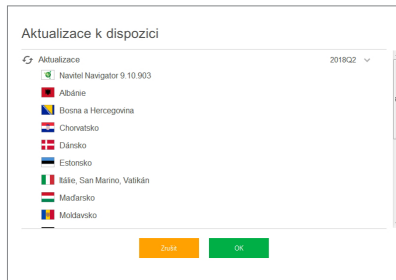 Aktualizace k dispozici
Aktualizace 2018Q2
Navitel Navigator 9.10.903
Albánie
Bosna a Hercegovina
Chorvatsko
Dánsko
Estonsko
Itálie, San Marino, Vatikán
Maďarsko
Moldavsko
Zrušit OK